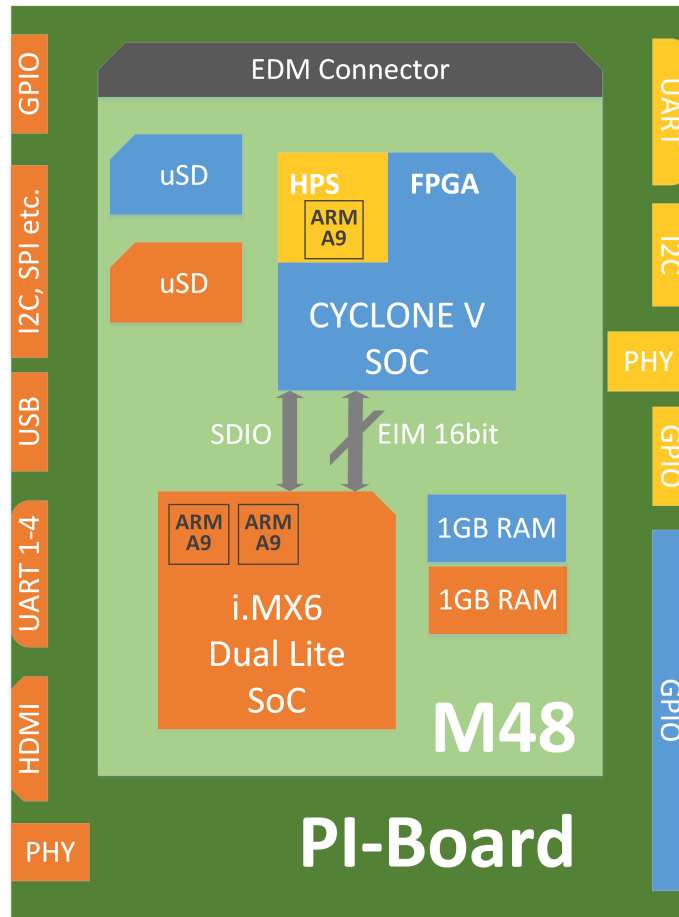 EDM Connector
GPIO
I2C, SPI etc.
USB
UART 1-4
HDMI
PHY
uSD
uSD
HPS
FPGA
ARM
A9
CYCLONE V
SOC
SDIO
EIM 16bit
ARM
A9
ARM
A9
i.MX6
Dual Lite
SoC
1GB RAM
1GB RAM
M48
PI-Board
UART
I2C
PHY
GPIO
GPIO